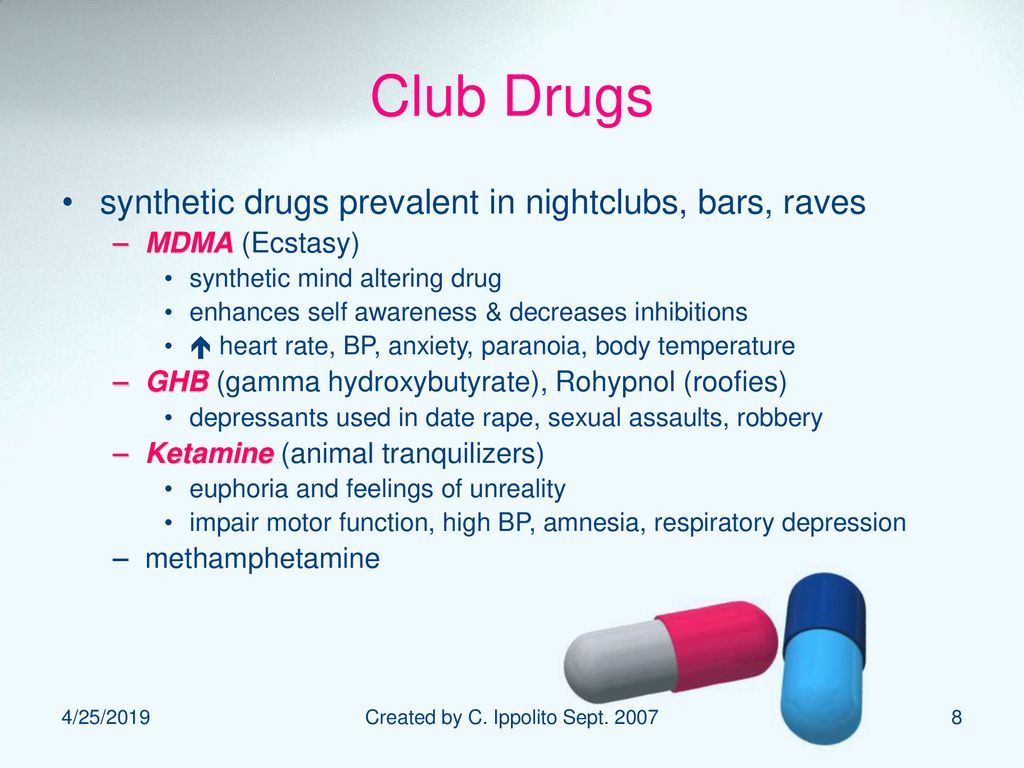 Club Drugs
• synthetic drugs prevalent in nightclubs, bars, raves
– MDMA (Ecstasy)
• synthetic mind altering drug
• enhances self awareness & decreases inhibitions
• 🡹 heart rate, BP, anxiety, paranoia, body temperature
– GHB (gamma hydroxybutyrate), Rohypnol (roofies)
• depressants used in date rape, sexual assaults, robbery
– Ketamine (animal tranquilizers)
• euphoria and feelings of unreality
• impair motor function, high BP, amnesia, respiratory depression
– methamphetamine
4/25/2019 Created by C. Ippolito Sept. 2007 8